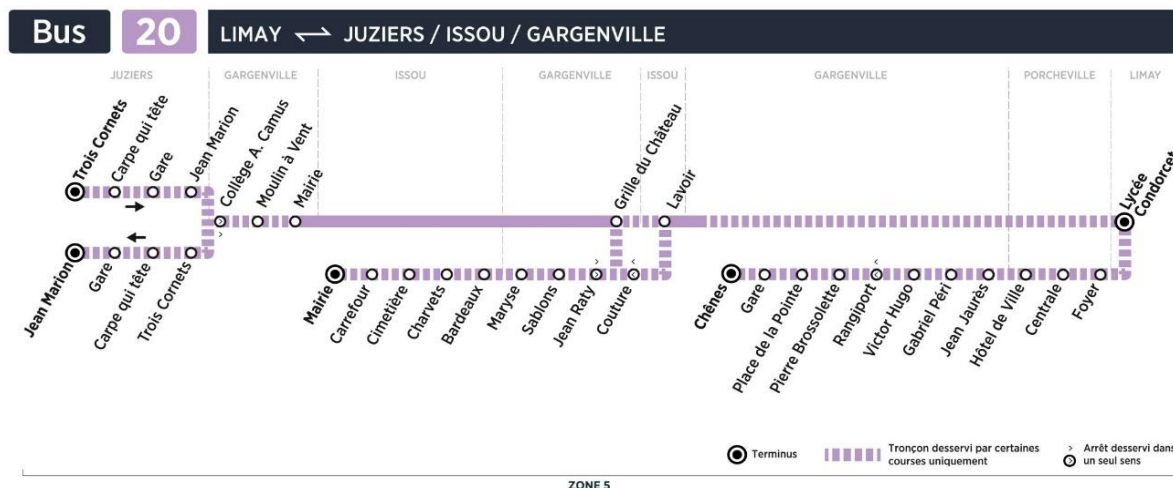 Bus
20
LIMAY ⇌ JUZIERS / ISSOU / GARGENVILLE
JUZIERS
GARGENVILLE
ISSOU
GARGENVILLE
ISSOU
GARGENVILLE
PORCHEVILLE
LIMAY
Trois Cornets
Carpe qui tête
Gare
Jean Marion
Collège A. Camus
Moulin à Vent
Mairie
Grille du Château
Lavoir
Lycée
Condorcet
Jean Marion
Gare
Carpe qui tête
Trois Cornets
Mairie
Carrefour
Cimetière
Charvets
Bardeaux
Maryse
Sablons
Jean Raty
Couture
Chênes
Gare
Place de la Pointe
Pierre Brossolette
Rangiport
Victor Hugo
Gabriel Péri
Jean Jaurès
Hôtel de Ville
Centrale
Foyer
Terminus
Tronçon desservi par certaines
courses uniquement
Arrêt desservi dans
un seul sens
ZONE 5